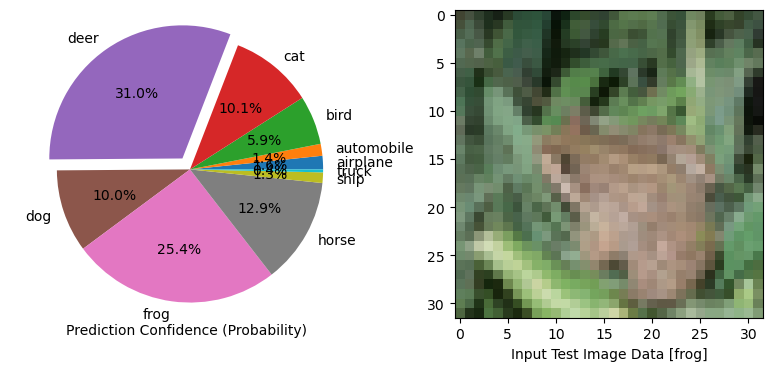 deer
31.0%
cat
10.1%
bird
5.9%
automobile
1.4%
airplane
truck
ship
1.3%
dog
10.0%
frog
25.4%
horse
12.9%
Prediction Confidence (Probability)
0
5
10
15
20
25
30
0 5 10 15 20 25 30
Input Test Image Data [frog]